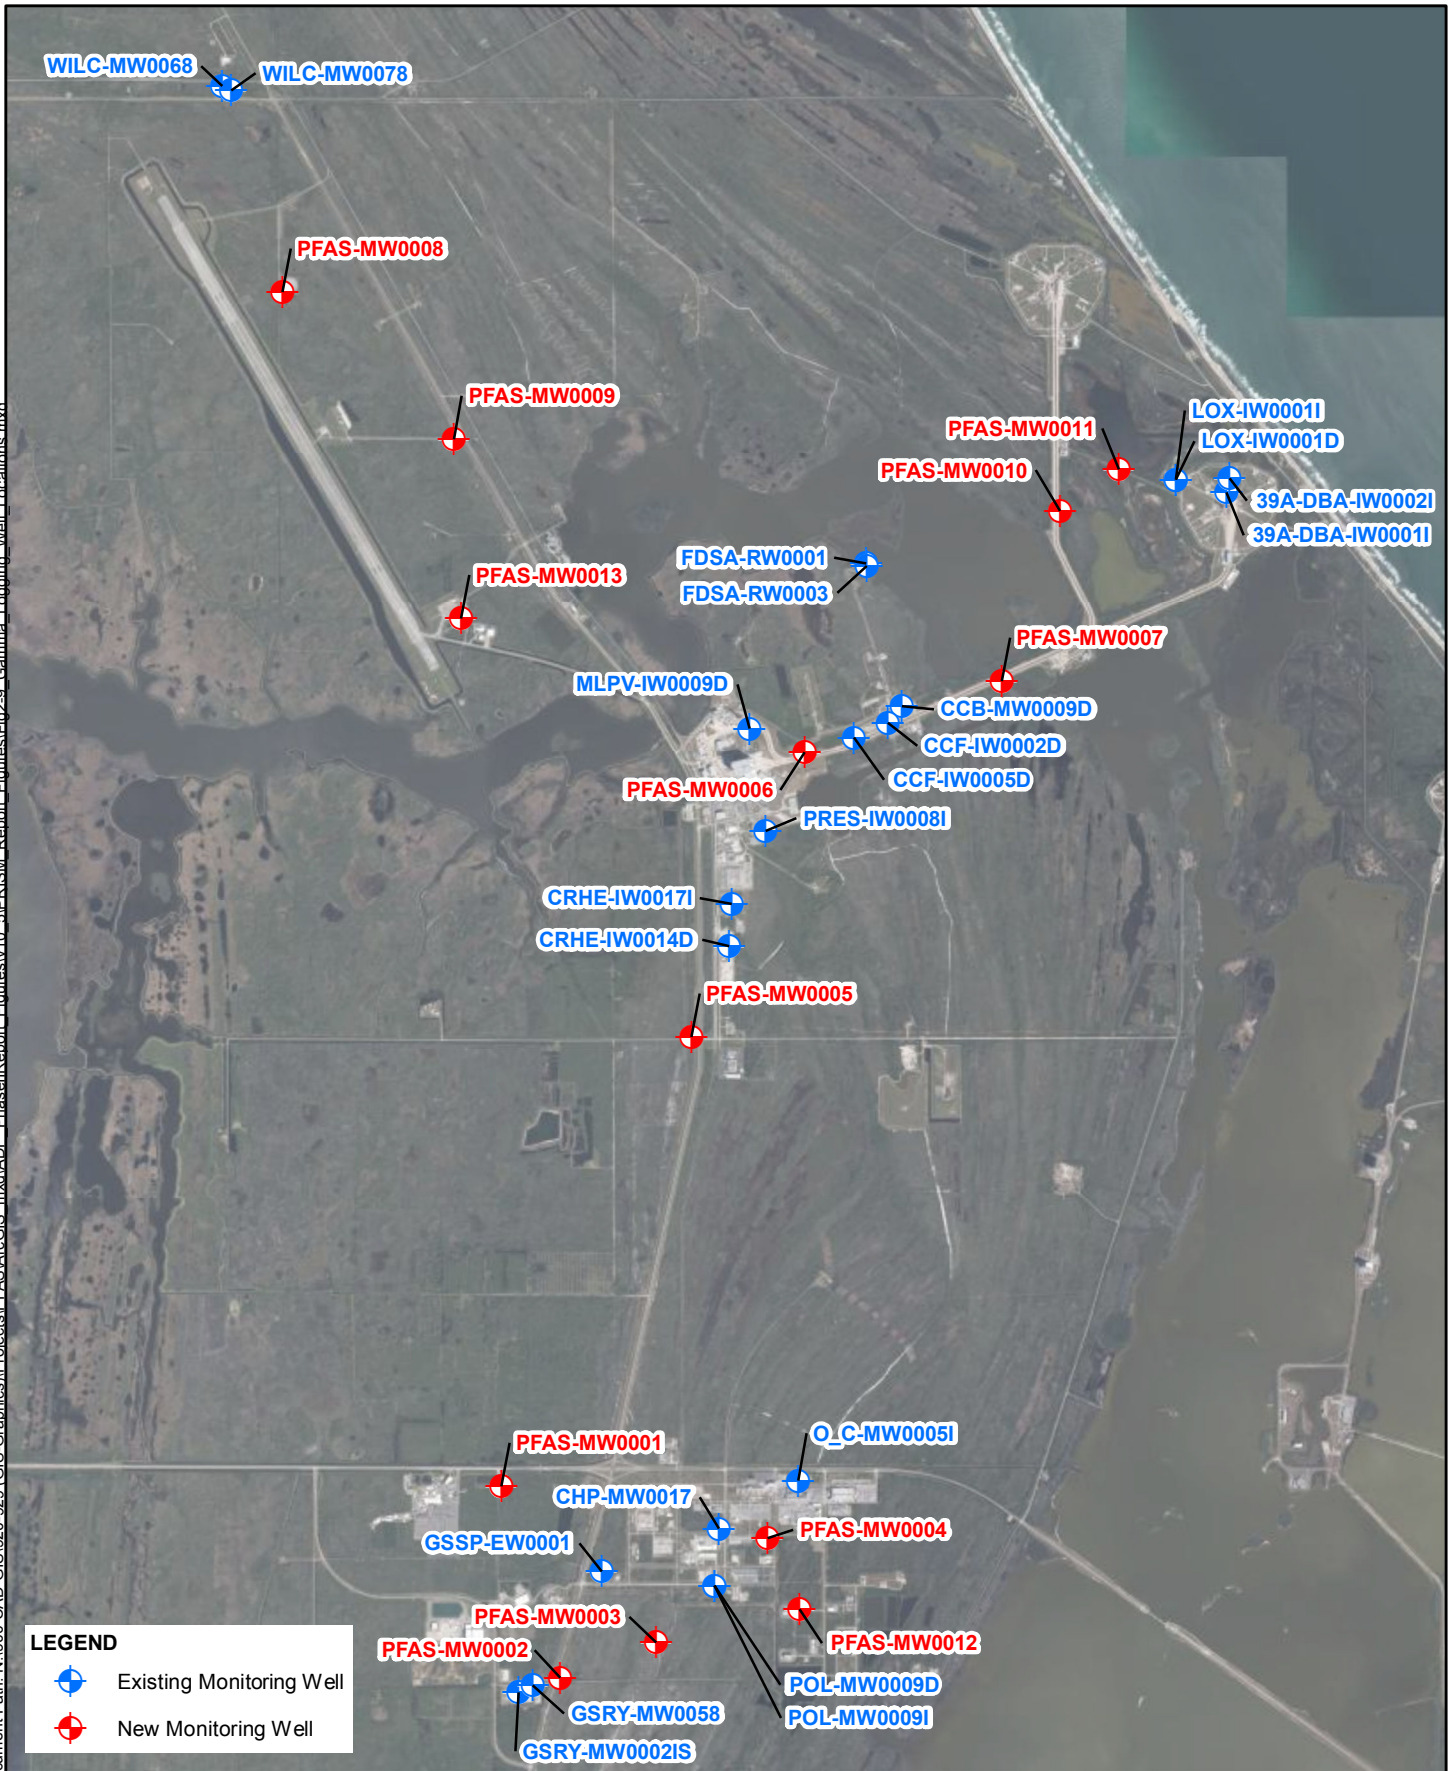 WILC-MW0068
WILC-MW0078
PFAS-MW0008
PFAS-MW0009
LOX-IW0001I
PFAS-MW0011
LOX-IW0001D
PFAS-MW0010
39A-DBA-IW0002I
39A-DBA-IW0001I
FDSA-RW0001
PFAS-MW0013
FDSA-RW0003
PFAS-MW0007
MLPV-IW0009D
CCB-MW0009D
CCF-IW0002D
CCF-IW0005D
PFAS-MW0006
PRES-IW0008I
CRHE-IW0017I
CRHE-IW0014D
PFAS-MW0005
O_C-MW0005I
PFAS-MW0001
CHP-MW0017
PFAS-MW0004
GSSP-EW0001
PFAS-MW0003
PFAS-MW0012
PFAS-MW0002
POL-MW0009D
GSRY-MW0058
POL-MW0009I
GSRY-MW0002IS
LEGEND
Existing Monitoring Well
New Monitoring Well